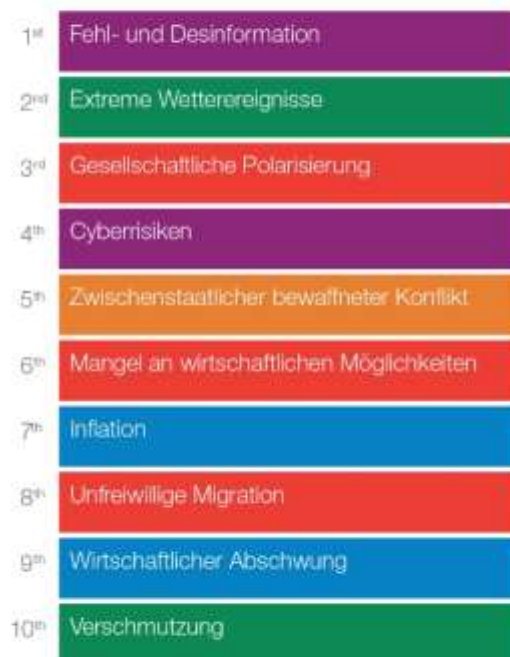 1st Fehl- und Desinformation
2nd Extreme Wetterereignisse
3rd Gesellschaftliche Polarisierung
4th Cyberrisiken
5th Zwischenstaatlicher bewaffneter Konflikt
6th Mangel an wirtschaftlichen Möglichkeiten
7th Inflation
8th Unfreiwillige Migration
9th Wirtschaftlicher Abschwung
10th Verschmutzung